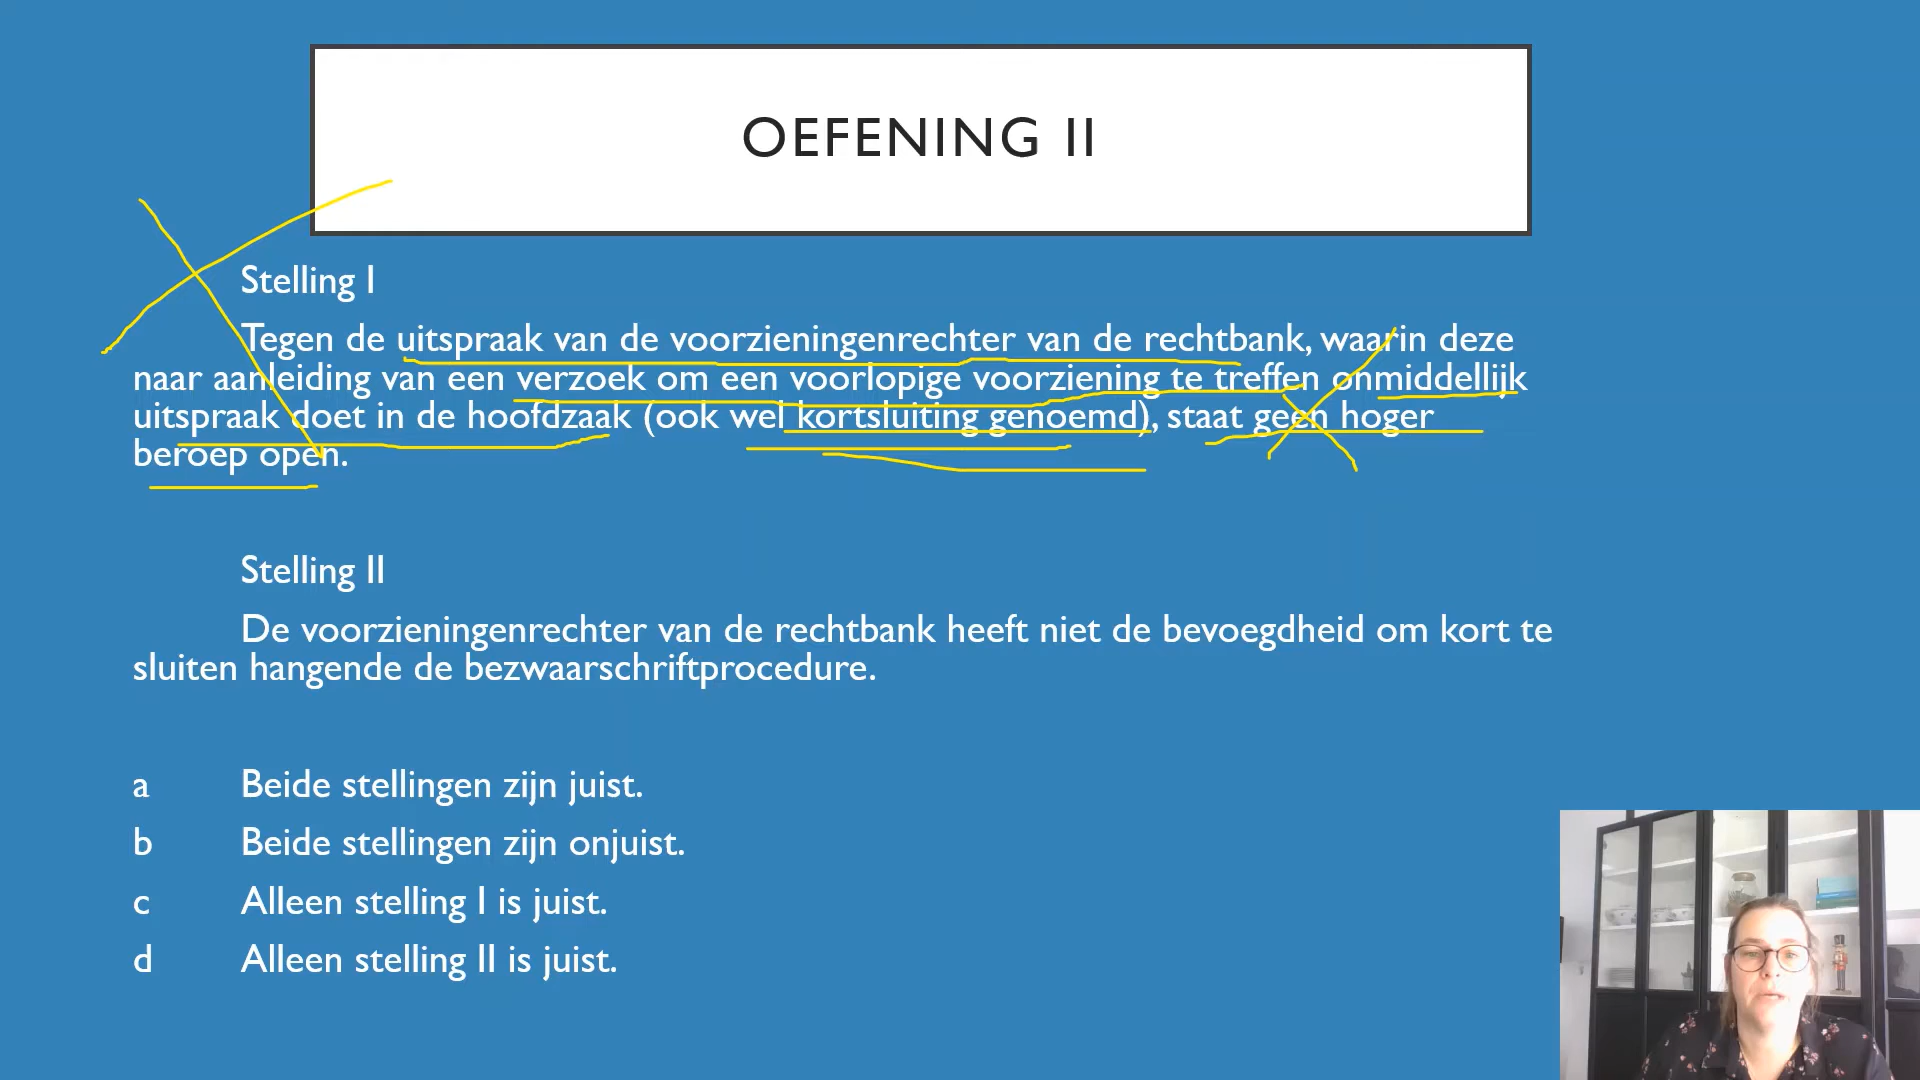 OEFENING II
Stelling I
Tegen de uitspraak van de voorzieningenrechter van de rechtbank, waarin deze
naar aanleiding van een verzoek om een voorlopige voorziening te treffen onmiddellijk
uitspraak doet in de hoofdzaak (ook wel kortsluiting genoemd), staat geen hoger
beroep open.
Stelling II
De voorzieningenrechter van de rechtbank heeft niet de bevoegdheid om kort te
sluiten hangende de bezwaarschriftprocedure.
a Beide stellingen zijn juist.
b Beide stellingen zijn onjuist.
c Alleen stelling I is juist.
d Alleen stelling II is juist.